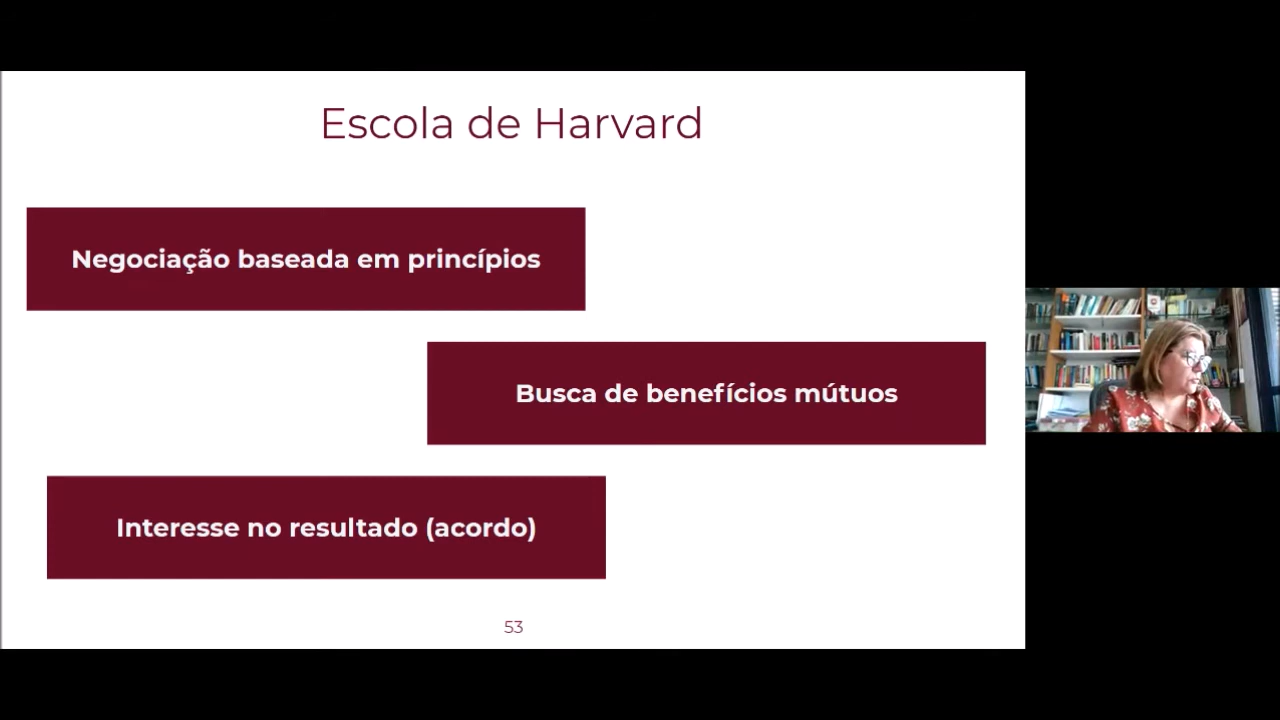 Escola de Harvard
Negociação baseada em princípios
Busca de benefícios mútuos
Interesse no resultado (acordo)
53